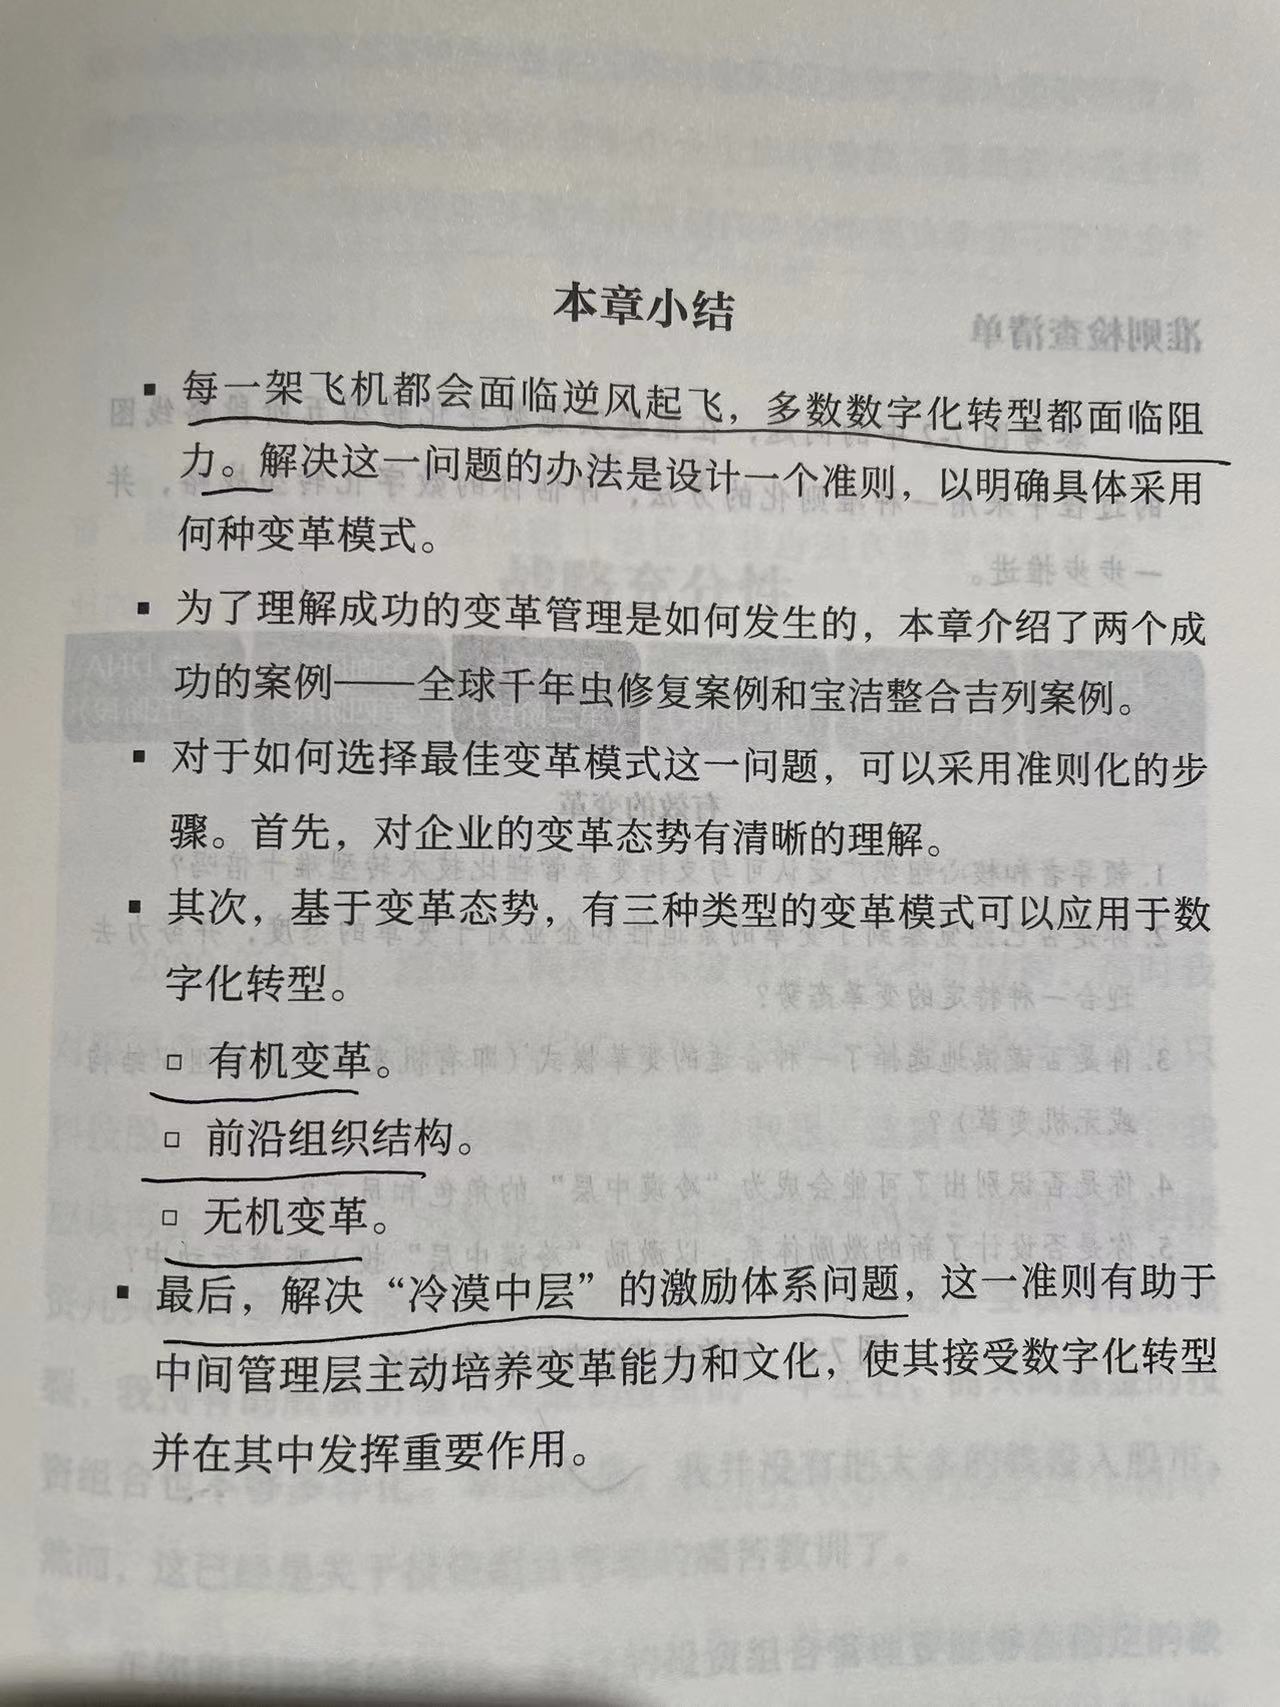 本章小结
▪ 每一架飞机都会面临逆风起飞，多数数字化转型都面临阻
力。解决这一问题的办法是设计一个准则，以明确具体采用
何种变革模式。
▪ 为了理解成功的变革管理是如何发生的，本章介绍了两个成
功的案例——全球千年虫修复案例和宝洁整合吉列案例。
▪ 对于如何选择最佳变革模式这一问题，可以采用准则化的步
骤。首先，对企业的变革态势有清晰的理解。
▪ 其次，基于变革态势，有三种类型的变革模式可以应用于数
字化转型。
▫ 有机变革。
▫ 前沿组织结构。
▫ 无机变革。
▪ 最后，解决“冷漠中层”的激励体系问题，这一准则有助于
中间管理层主动培养变革能力和文化，使其接受数字化转型
并在其中发挥重要作用。